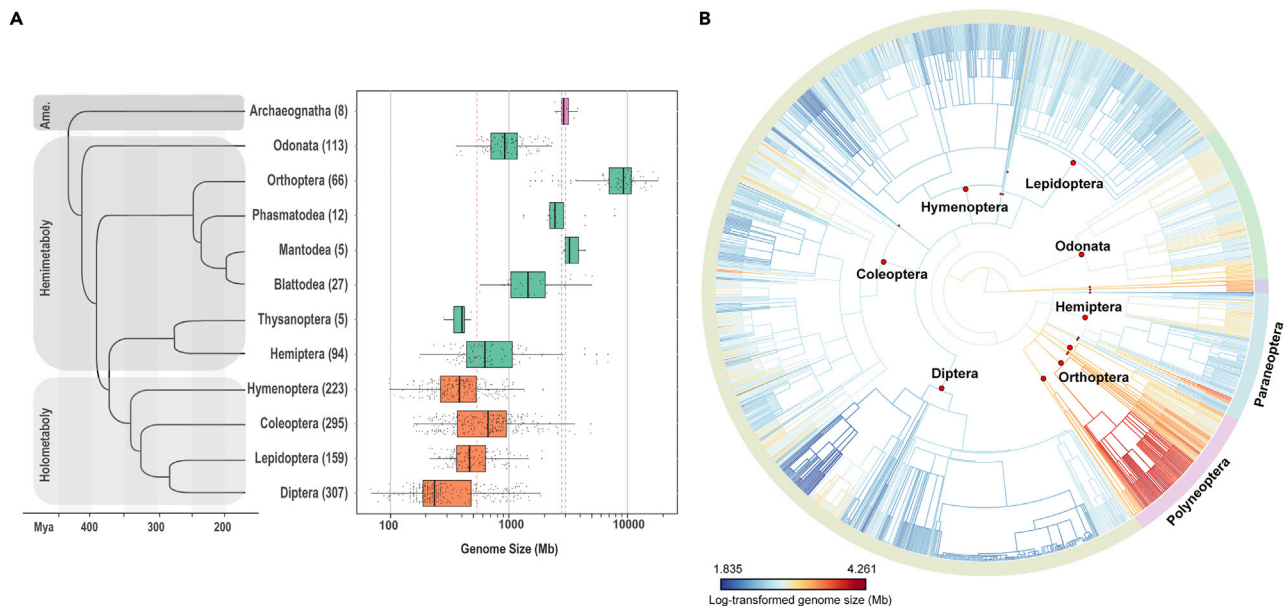 A
Ame.
Hemimetaboly
Holometaboly
Archaeognatha (8)
Odonata (113)
Orthoptera (66)
Phasmatodea (12)
Mantodea (5)
Blattodea (27)
Thysanoptera (5)
Hemiptera (94)
Hymenoptera (223)
Coleoptera (295)
Lepidoptera (159)
Diptera (307)
Mya 400 300 200
100 1000 10000
Genome Size (Mb)
B
Lepidoptera
Hymenoptera
Odonata
Coleoptera
Hemiptera
Diptera
Orthoptera
Paraneoptera
Polyneoptera
1.835 4.261
Log-transformed genome size (Mb)